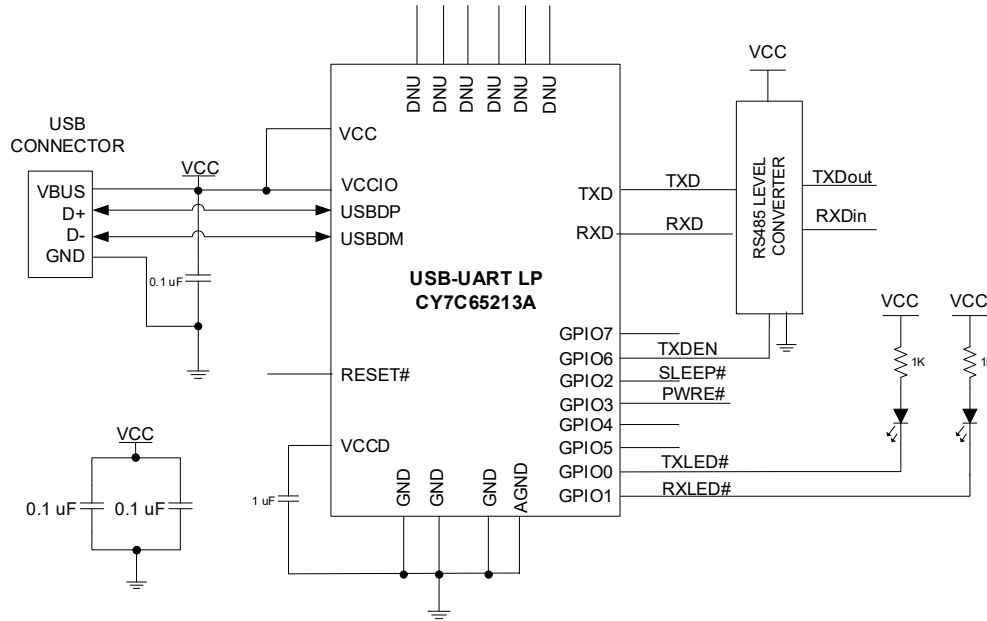 DNU
DNU
DNU
DNU
DNU
DNU
VCC
USB
CONNECTOR
VCC
VCC
VBUS
VCCIO
D+
USBDP
D-
USBDM
GND
0.1 uF
TXD
TXD
RXD
RXD
RS485 LEVEL
CONVERTER
TXDout
RXDin
USB-UART LP
CY7C65213A
VCC
VCC
1K
GPIO7
GPIO6
TXDEN
GPIO2
SLEEP#
GPIO3
PWRE#
GPIO4
GPIO5
GPIO0
TXLED#
GPIO1
RXLED#
RESET#
VCCD
1 uF
GND
GND
GND
AGND
VCC
0.1 uF
0.1 uF